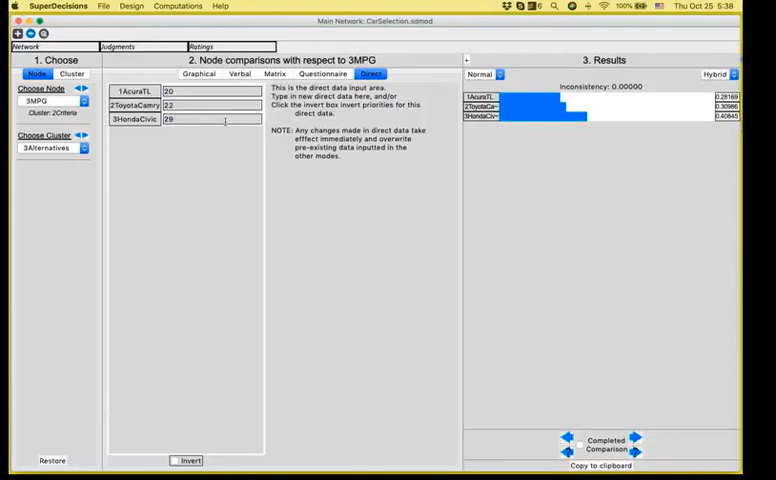 SuperDecisions File Design Computations Help 6 100% Thu Oct 25 5:38
Main Network: CarSelection.sdmod
Network Judgments Ratings
1. Choose
Node Cluster
Choose Node
3MPG
Cluster: 2Criteria
Choose Cluster
3Alternatives
Restore
2. Node comparisons with respect to 3MPG
Graphical Verbal Matrix Questionnaire Direct
1AcuraTL 20
2ToyotaCamry 22
3HondaCivic 29
This is the direct data input area.
Type in new direct data here, and/or
Click the invert box invert priorities for this
direct data.
NOTE: Any changes made in direct data take
efffect immediately and overwrite
pre-existing data inputted in the
other modes.
Invert
+ 3. Results
Normal Hybrid
Inconsistency: 0.00000
1AcuraTL 0.28169
2ToyotaCa~ 0.30986
3HondaCiv~ 0.40845
Completed
Comparison
Copy to clipboard